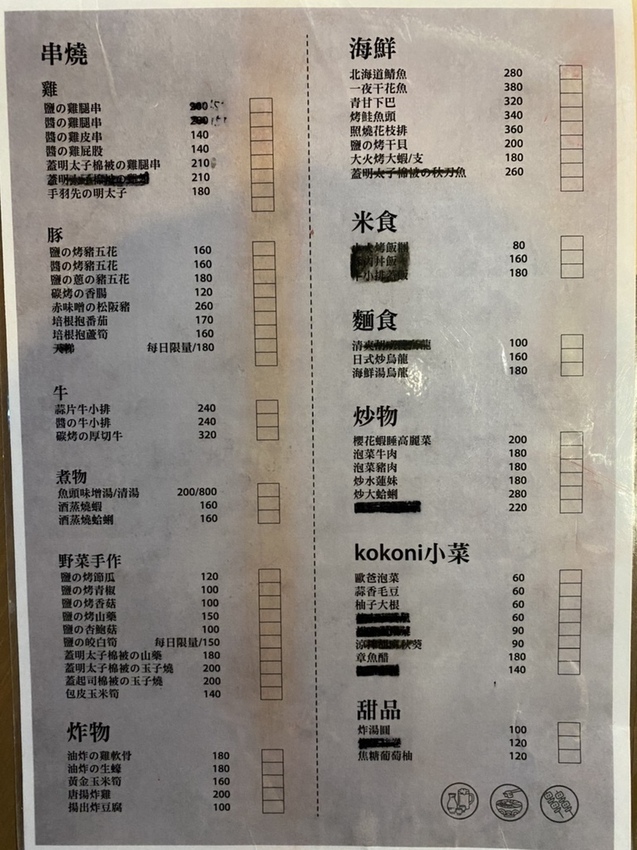 串燒
雞
鹽の雞腿串
醬の雞腿串
醬の雞皮串 140
醬の雞屁股 140
蓋明太子棉被の雞腿串 210
蓋明 210
手羽先の明太子 180
豚
鹽の烤豬五花 160
醬の烤豬五花 160
鹽の蔥の豬五花 180
碳烤の香腸 120
赤味噌の松阪豬 260
培根抱番茄 170
培根抱蘆筍 160
每日限量/180
牛
蒜片牛小排 240
醬の牛小排 240
碳烤の厚切牛 320
煮物
魚頭味增湯/清湯 200/800
酒蒸燒蝦 160
酒蒸燒蛤蜊 160
野菜手作
鹽の烤節瓜 120
鹽の烤青椒 100
鹽の烤香菇 100
鹽の烤山藥 150
鹽の杏鮑菇 100
鹽の皎白筍 每日限量/150
蓋明太子棉被の山藥 180
蓋明太子棉被の玉子燒 200
蓋起司棉被の玉子燒 200
包皮玉米筍 140
炸物
油炸の雞軟骨 180
油炸の生蠔 180
黃金玉米筍 160
唐揚炸雞 200
揚出炸豆腐 100
海鮮
北海道鯖魚 280
一夜干花魚 380
青甘下巴 320
烤鮭魚頭 340
照燒花枝排 360
鹽の烤干貝 200
大火烤大蝦/支 180
蓋明太子棉被の秋刀魚 260
米食
烤飯糰 80
丼飯 160
牛小排蓋飯 180
麵食
清 龍 100
日式炒烏龍 160
海鮮湯烏龍 180
炒物
櫻花蝦睡高麗菜 200
泡菜牛肉 180
泡菜豬肉 180
炒水蓮妹 180
炒大蛤蜊 280
220
kokoni小菜
歐爸泡菜 60
蒜香毛豆 60
柚子大根 60
60
90
秋葵 90
章魚醋 180
140
甜品
炸湯圓 100
120
焦糖葡萄柚 120